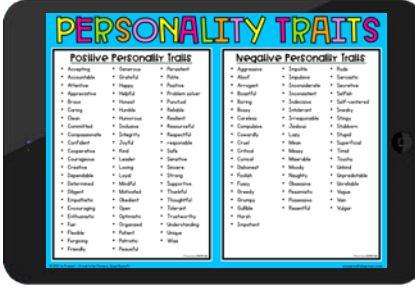 PERSONALITY TRAITS
Positive Personality Traits
Accepting
Accountable
Attentive
Appreciative
Brave
Caring
Clean
Committed
Compassionate
Confident
Cooperative
Courageous
Creative
Dependable
Determined
Diligent
Empathetic
Encouraging
Enthusiastic
Fair
Flexible
Forgiving
Friendly
Generous
Grateful
Happy
Helpful
Honest
Humble
Humorous
Inclusive
Integrity
Joyful
Kind
Leader
Loving
Loyal
Mindful
Motivated
Obedient
Open
Optimistic
Organized
Patient
Patriotic
Peaceful
Persistent
Polite
Positive
Problem solver
Punctual
Reliable
Resilient
Resourceful
Respectful
responsible
Safe
Sensitive
Sincere
Strong
Supportive
Thankful
Thoughtful
Tolerant
Trustworthy
Understanding
Unique
Wise
Negative Personality Traits
Aggressive
Aloof
Arrogant
Boastful
Boring
Bossy
Careless
Compulsive
Cowardly
Cruel
Critical
Cynical
Dishonest
Foolish
Fussy
Greedy
Grumpy
Gullible
Harsh
Impatient
Impolite
Impulsive
Inconsiderate
Inconsistent
Indecisive
Intolerant
Irresponsible
Jealous
Lazy
Mean
Messy
Miserable
Moody
Naughty
Obsessive
Pessimistic
Possessive
Resentful
Rude
Sarcastic
Secretive
Selfish
Self-centered
Sneaky
Stingy
Stubborn
Stupid
Superficial
Timid
Touchy
Unkind
Unpredictable
Unreliable
Vague
Vain
Vulgar